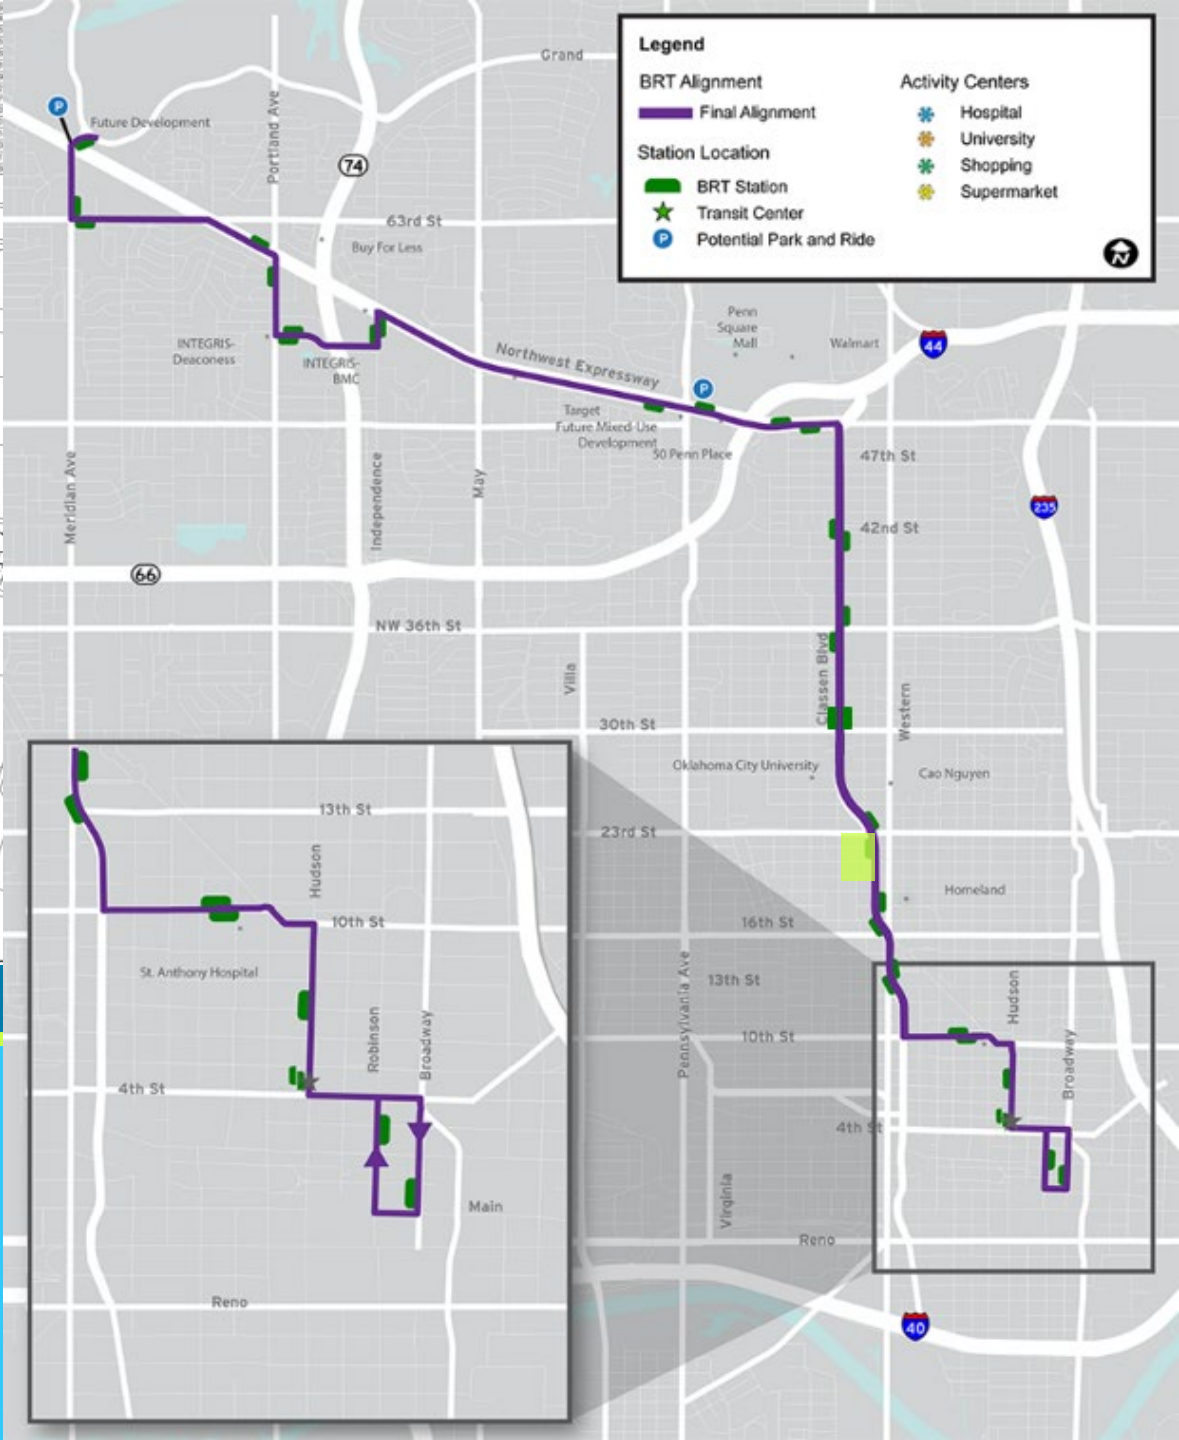 Legend
BRT Alignment
Final Alignment
Station Location
BRT Station
Transit Center
P
Potential Park and Ride
Activity Centers
Hospital
University
Shopping
Supermarket
N
Grand
P
Future Development
Portland Ave
74
63rd St
Buy For Less
INTEGRIS-
Deaconess
INTEGRIS-
BMC
Northwest Expressway
Penn
Square
Mall
Walmart
44
P
Target
Future Mixed-Use
Development
50 Penn Place
47th St
Meridian Ave
Independence
May
235
42nd St
66
NW 36th St
Villa
Classen Blvd
Western
30th St
Oklahoma City University
Cao Nguyen
23rd St
Homeland
16th St
Pennsylvania Ave
13th St
Hudson
10th St
Broadway
4th St
Virginia
Reno
40
13th St
Hudson
10th St
St. Anthony Hospital
Robinson
Broadway
4th St
Main
Reno